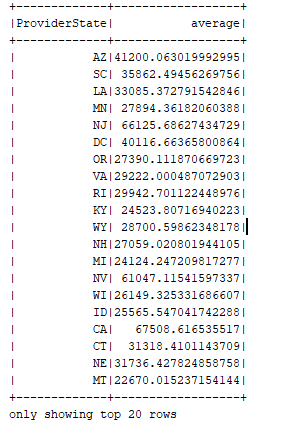 +-------------+------------------+
|ProviderState|           average|
+-------------+------------------+
|           AZ|41200.063019992995|
|           SC| 35862.49456269756|
|           LA|33085.372791542846|
|           MN| 27894.36182060388|
|           NJ| 66125.68627434729|
|           DC| 40116.66365800864|
|           OR|27390.111870669723|
|           VA|29222.000487072903|
|           RI|29942.701122448976|
|           KY| 24523.80716940223|
|           WY| 28700.59862348178|
|           NH|27059.020801944105|
|           MI|24124.247209817277|
|           NV| 61047.11541597337|
|           WI|26149.325331686607|
|           ID|25565.547041742288|
|           CA|   67508.616535517|
|           CT|  31318.4101143709|
|           NE|31736.427824858758|
|           MT|22670.015237154144|
+-------------+------------------+
only showing top 20 rows